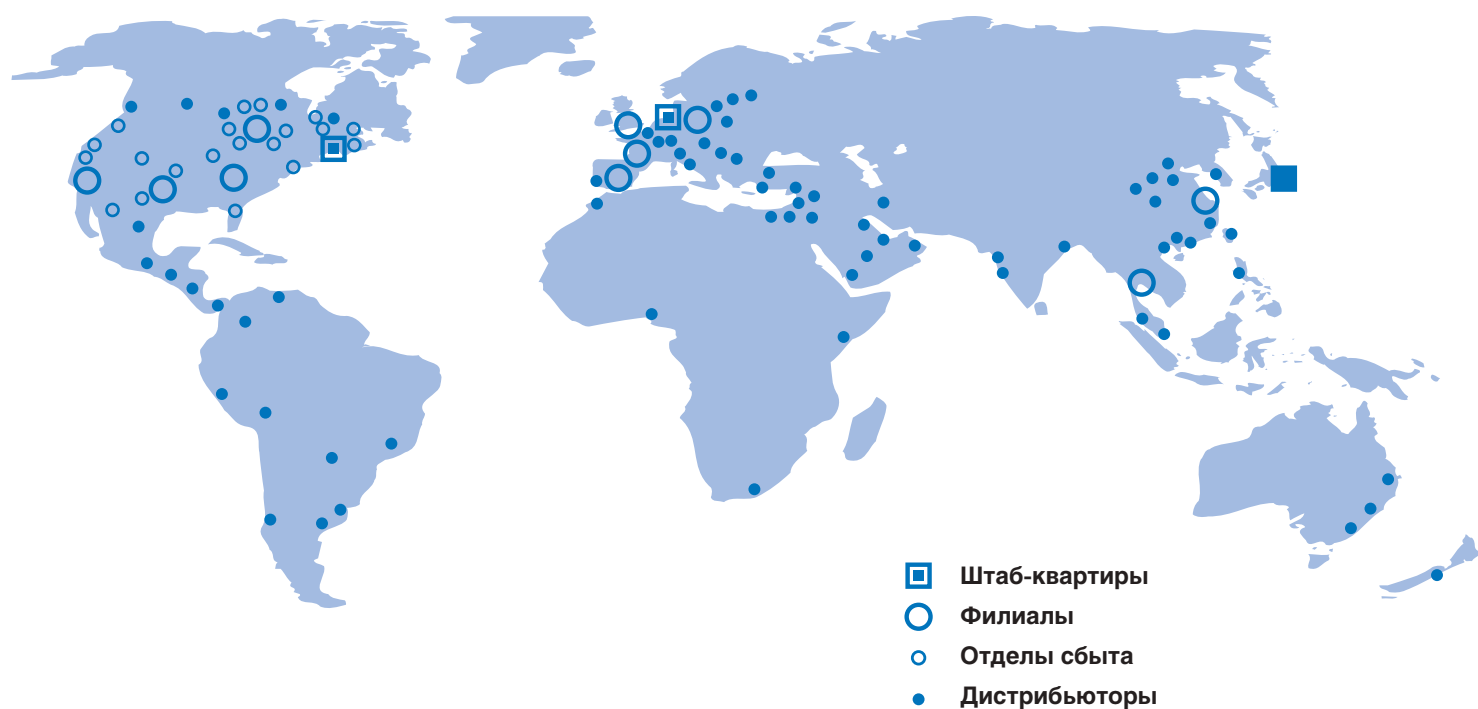 Штаб-квартиры
Филиалы
Отделы сбыта
Дистрибьюторы